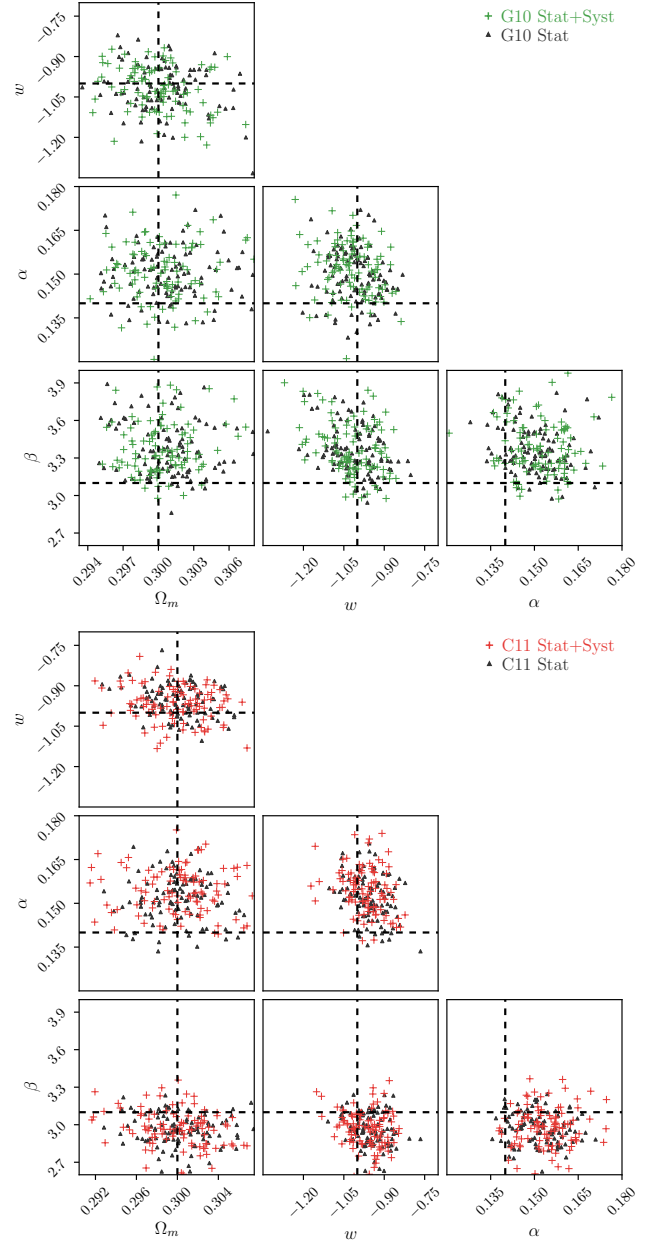 + G10 Stat+Syst
▲ G10 Stat
w
−0.75
−0.90
−1.05
−1.20
α
0.180
0.165
0.150
0.135
β
3.9
3.6
3.3
3.0
2.7
0.294 0.297 0.300 0.303 0.306
−1.20 −1.05 −0.90 −0.75
0.135 0.150 0.165 0.180
Ωm w α
+ C11 Stat+Syst
▲ C11 Stat
w
−0.75
−0.90
−1.05
−1.20
α
0.180
0.165
0.150
0.135
β
3.9
3.6
3.3
3.0
2.7
0.292 0.296 0.300 0.304
−1.20 −1.05 −0.90 −0.75
0.135 0.150 0.165 0.180
Ωm w α